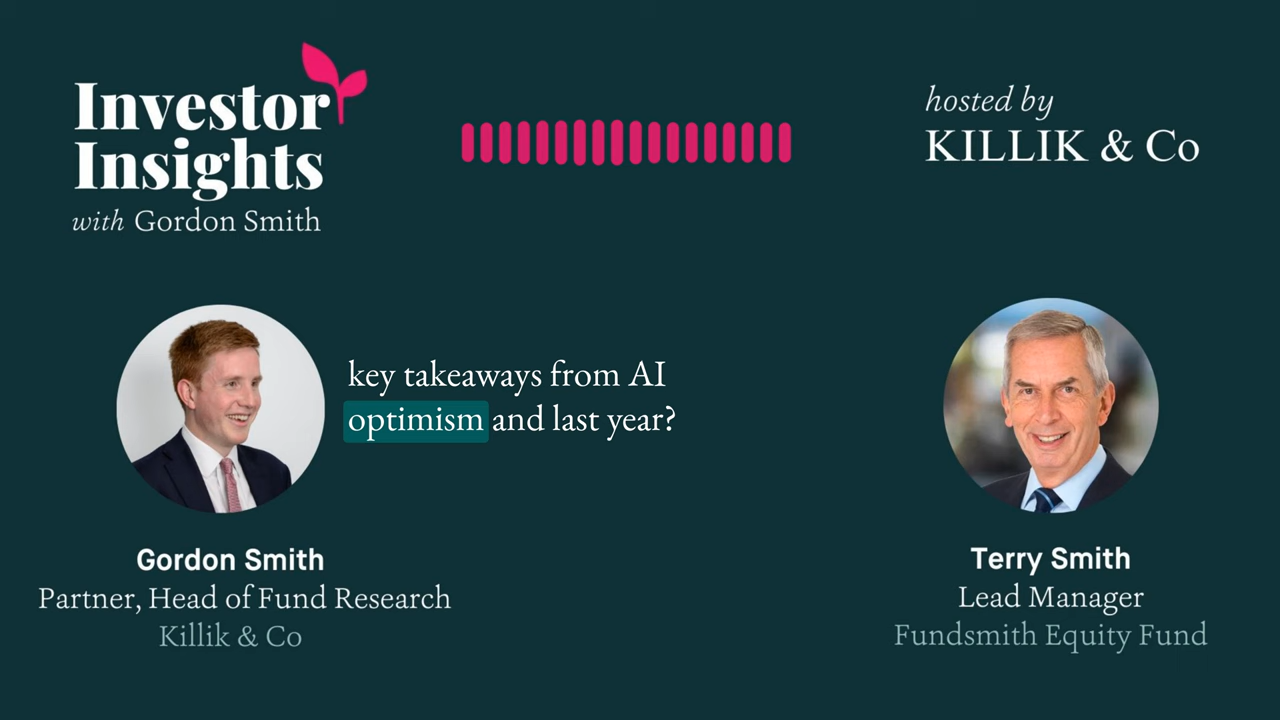 Investor
Insights
with Gordon Smith
hosted by
KILLIK & Co
key takeaways from AI
optimism and last year?
Gordon Smith
Partner, Head of Fund Research
Killik & Co
Terry Smith
Lead Manager
Fundsmith Equity Fund